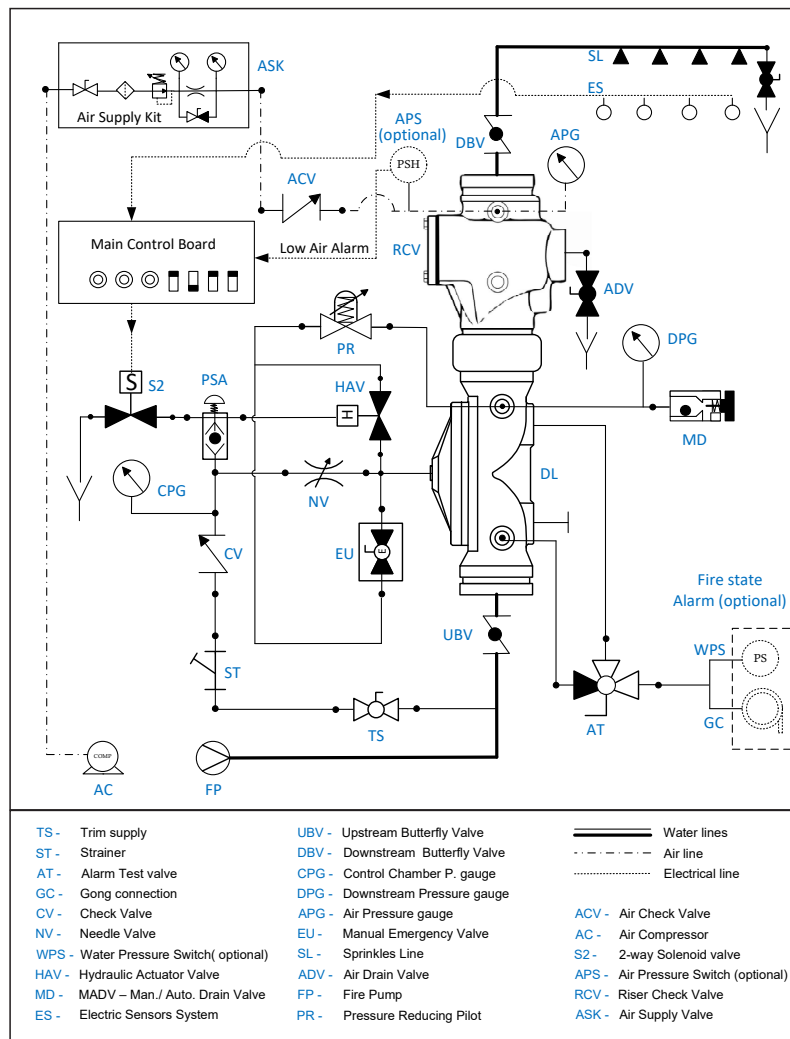 ASK
Air Supply Kit
SL
ES
APS
(optional)
DBV
APG
PSH
ACV
Main Control Board
Low Air Alarm
RCV
ADV
PR
DPG
S
S2
PSA
HAV
H
MD
CPG
NV
DL
CV
EU
E
Fire state
Alarm (optional)
UBV
WPS
PS
ST
GC
TS
AT
COMP
AC
FP
TS - Trim supply
ST - Strainer
AT - Alarm Test valve
GC - Gong connection
CV - Check Valve
NV - Needle Valve
WPS - Water Pressure Switch( optional)
HAV - Hydraulic Actuator Valve
MD - MADV – Man./ Auto. Drain Valve
ES - Electric Sensors System
UBV - Upstream Butterfly Valve
DBV - Downstream Butterfly Valve
CPG - Control Chamber P. gauge
DPG - Downstream Pressure gauge
APG - Air Pressure gauge
EU - Manual Emergency Valve
SL - Sprinkles Line
ADV - Air Drain Valve
FP - Fire Pump
PR - Pressure Reducing Pilot
Water lines
Air line
Electrical line
ACV - Air Check Valve
AC - Air Compressor
S2 - 2-way Solenoid valve
APS - Air Pressure Switch (optional)
RCV - Riser Check Valve
ASK - Air Supply Valve